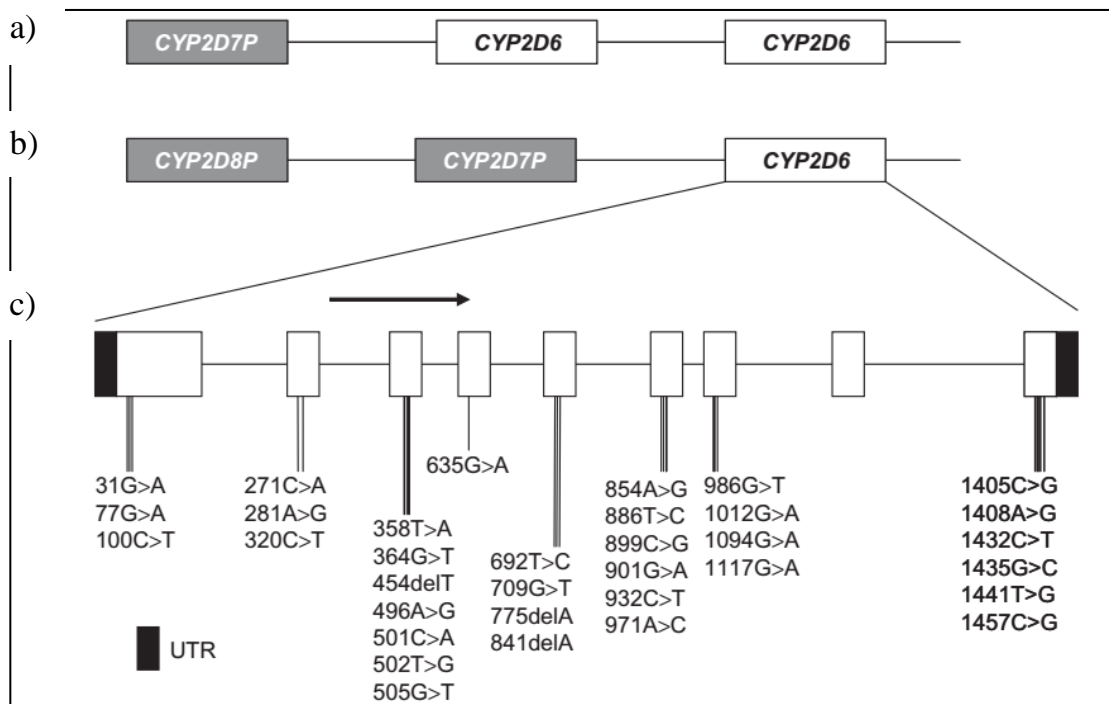 a)
CYP2D7P CYP2D6 CYP2D6
b)
CYP2D8P CYP2D7P CYP2D6
c)
31G>A
77G>A
100C>T
271C>A
281A>G
320C>T
358T>A
364G>T
454delT
496A>G
501C>A
502T>G
505G>T
635G>A
692T>C
709G>T
775delA
841delA
854A>G
886T>C
899C>G
901G>A
932C>T
971A>C
986G>T
1012G>A
1094G>A
1117G>A
1405C>G
1408A>G
1432C>T
1435G>C
1441T>G
1457C>G
UTR